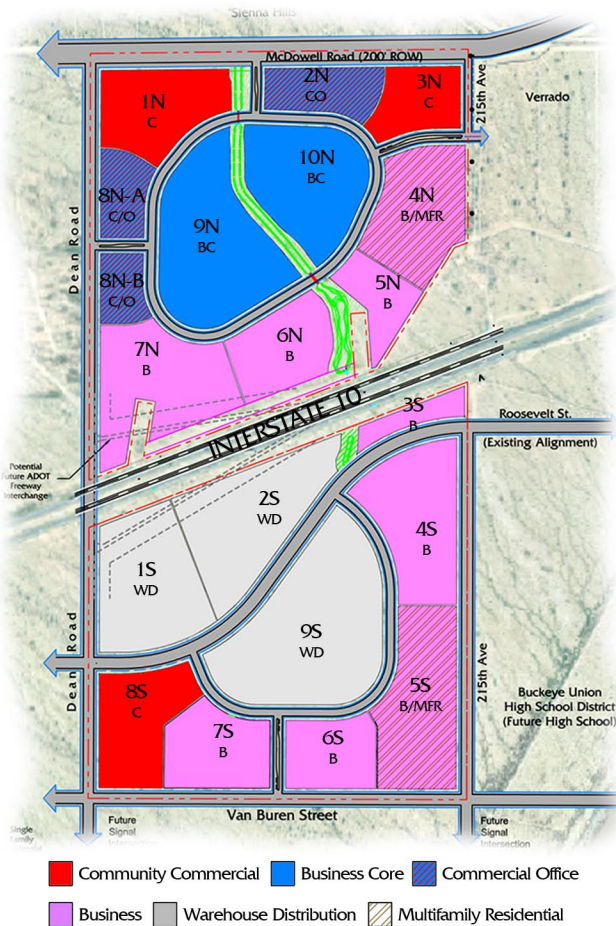 "Sienna Hills"
McDowell Road (200' ROW)
1N
C
2N
CO
3N
C
215th Ave
Verrado
10N
BC
8N-A
C/O
4N
B/MFR
9N
BC
Dean Road
8N-B
C/O
5N
B
6N
B
7N
B
INTERSTATE 10
3S
B
Roosevelt St.
(Existing Alignment)
Potential
Future ADOT
Freeway
Interchange
2S
WD
4S
B
1S
WD
9S
WD
Dean Road
215th Ave
5S
B/MFR
8S
C
Buckeye Union
High School District
(Future High School)
7S
B
6S
B
Van Buren Street
Single
Family
Future
Signal
Intersection
Future
Signal
Intersection
Community Commercial
Business Core
Commercial Office
Business
Warehouse Distribution
Multifamily Residential